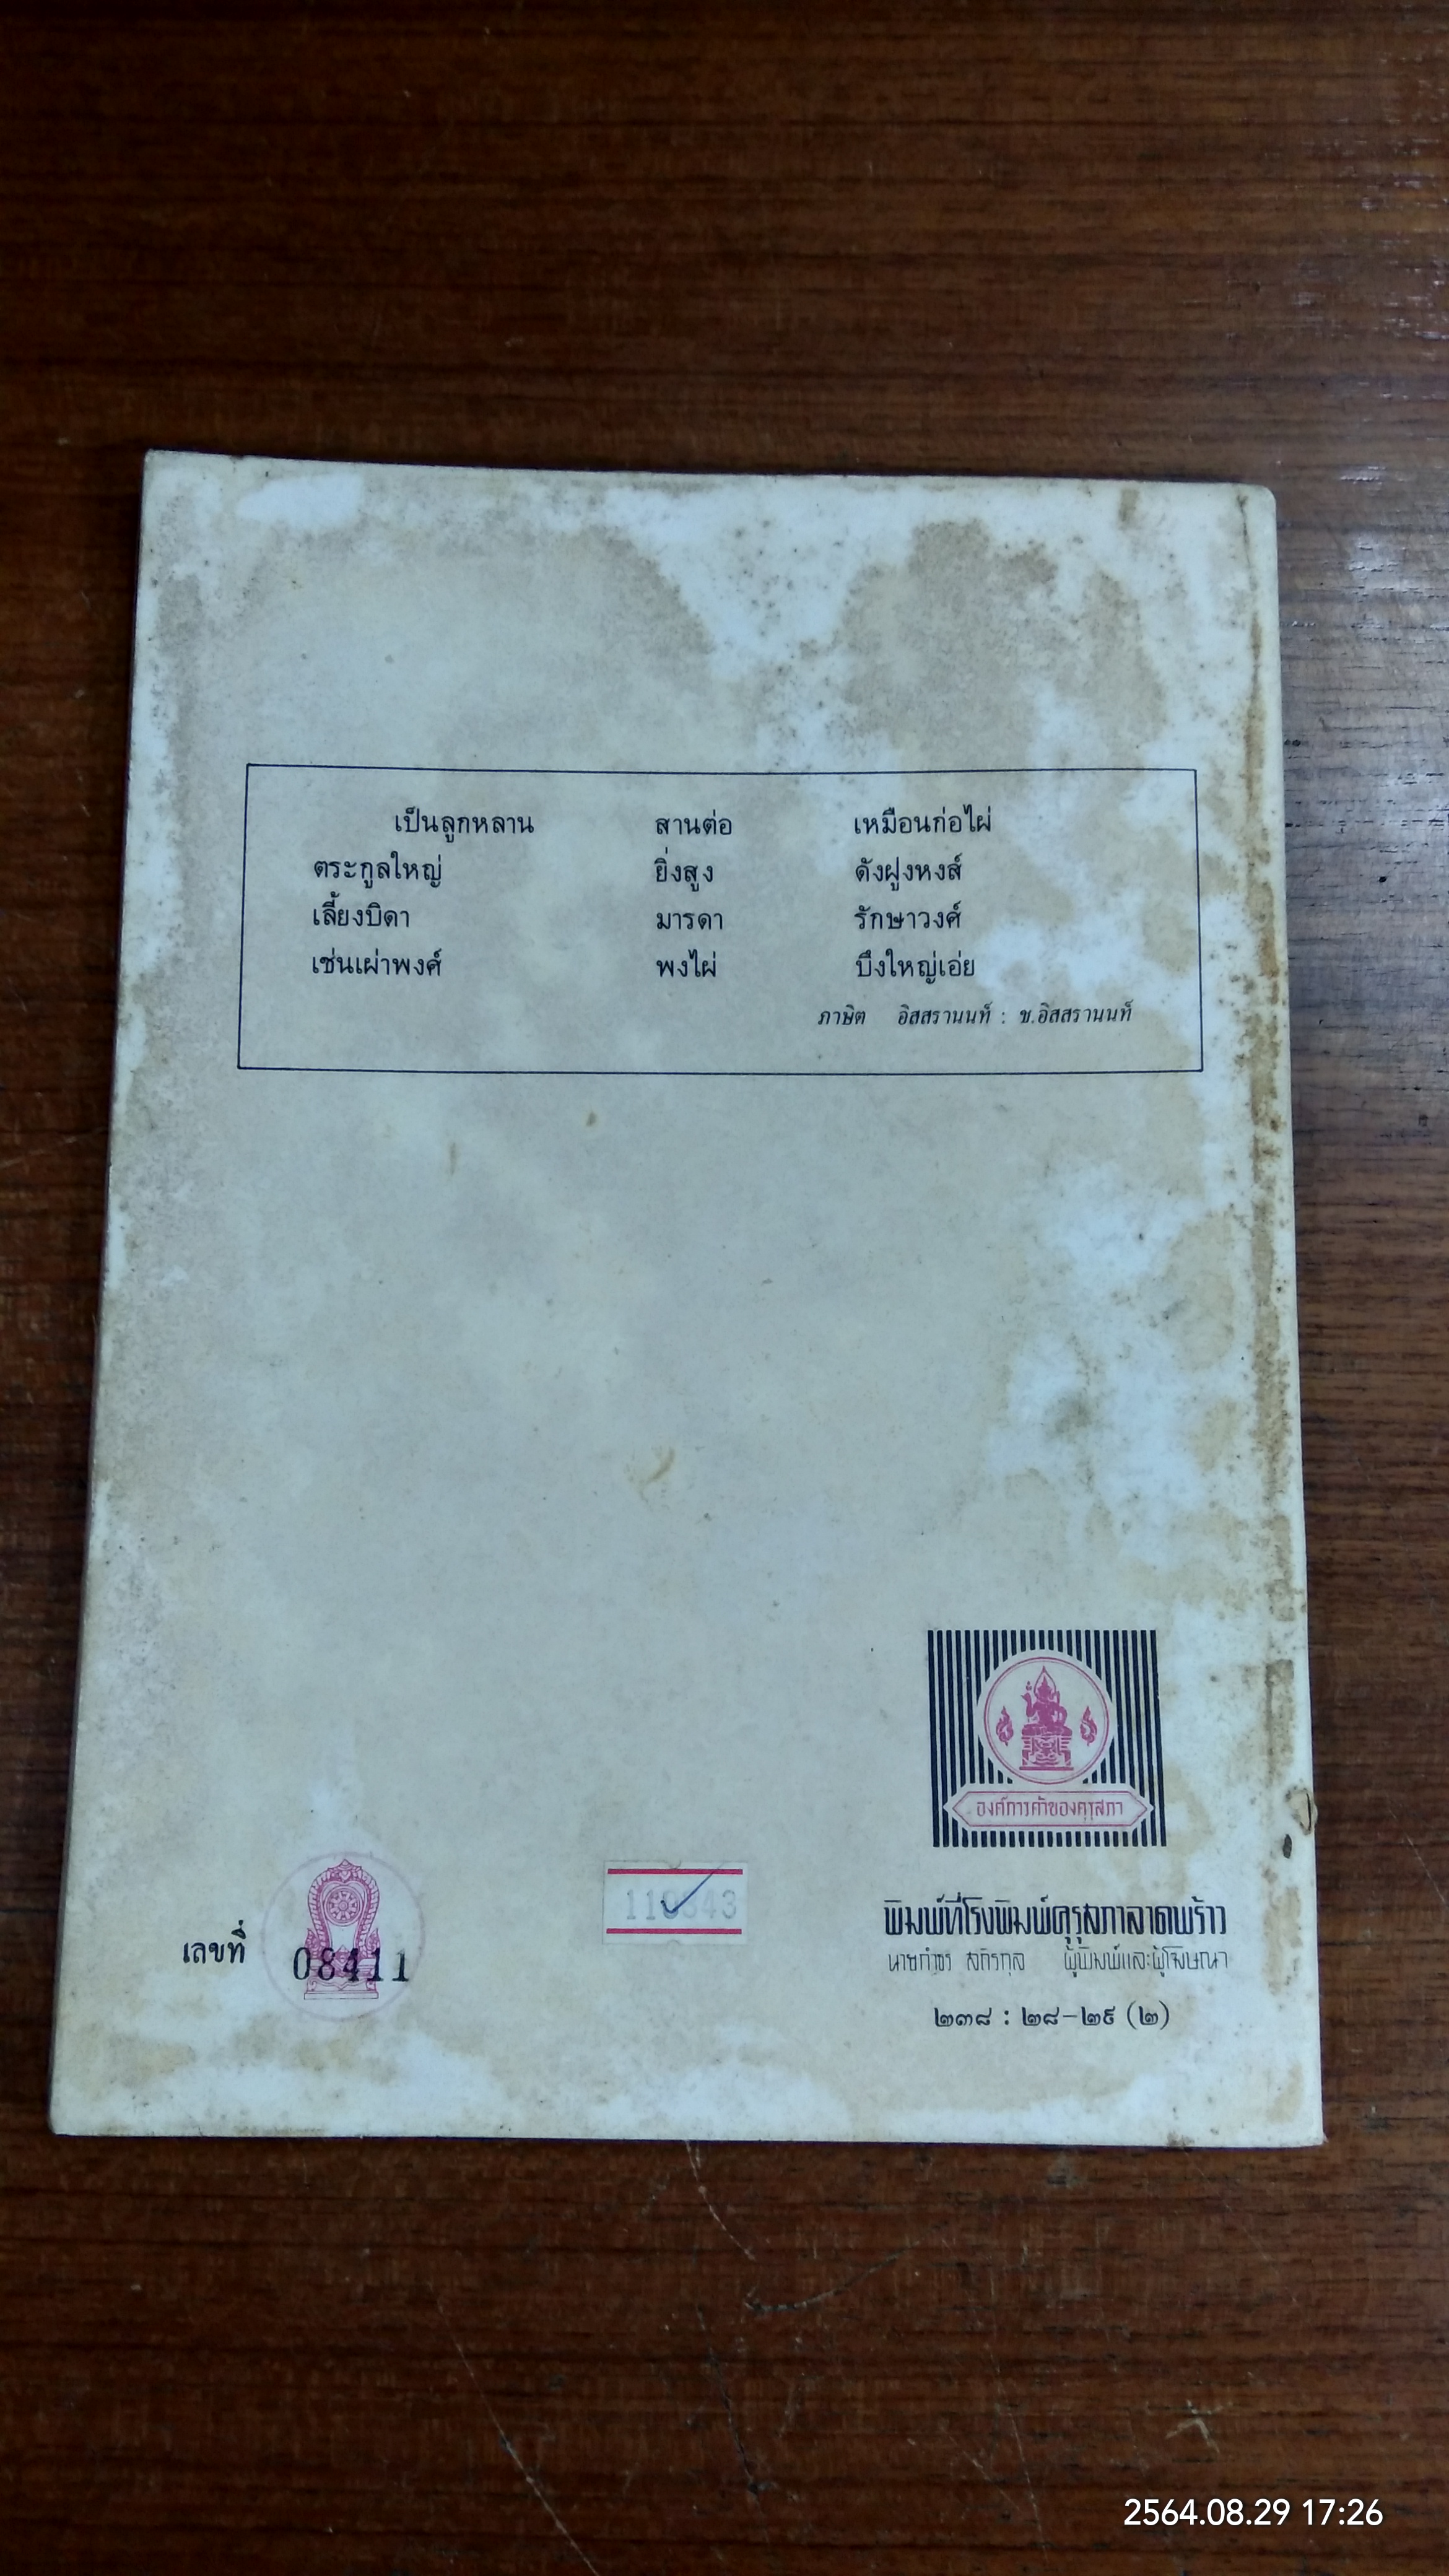 เป็นลูกหลาน สานต่อ เหมือนก่อไผ่
ตระกูลใหญ่ ยิ่งสูง ดังฝูงหงส์
เลี้ยงบิดา มารดา รักษาวงศ์
เช่นเผ่าพงศ์ พงไผ่ บึงใหญ่เอ่ย
ภาษิต อิสสรานนท์ : ช.อิสสรานนท์
องค์การค้าของคุรุสภา
เลขที่ 08411
พิมพ์ที่โรงพิมพ์คุรุสภาลาดพร้าว
นายกำธร สถิรกุล ผู้พิมพ์และผู้โฆษณา
๒๓๘ : ๒๘-๒๙ (๒)
2564.08.29 17:26